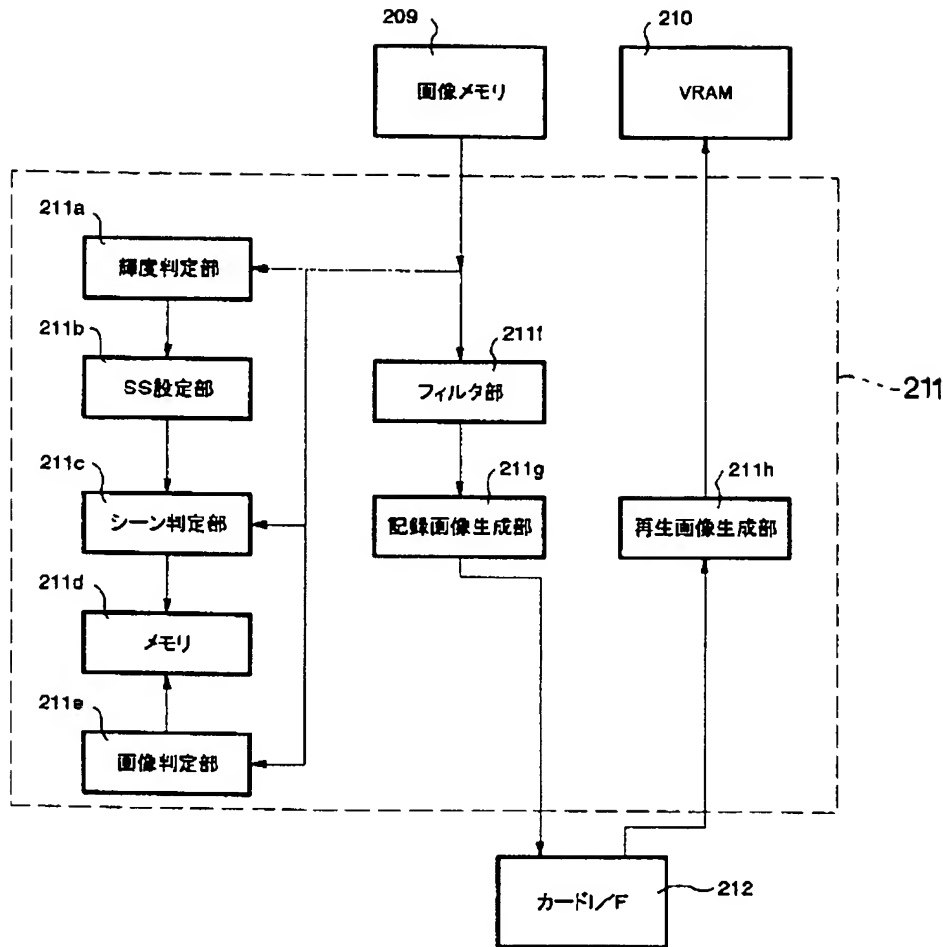 209
210
画像メモリ
VRAM
211a
輝度判定部
211b
211f
SS設定部
フィルタ部
211
211c
211g
211h
シーン判定部
記録画像生成部
再生画像生成部
211d
メモリ
211e
画像判定部
カードI/F
212